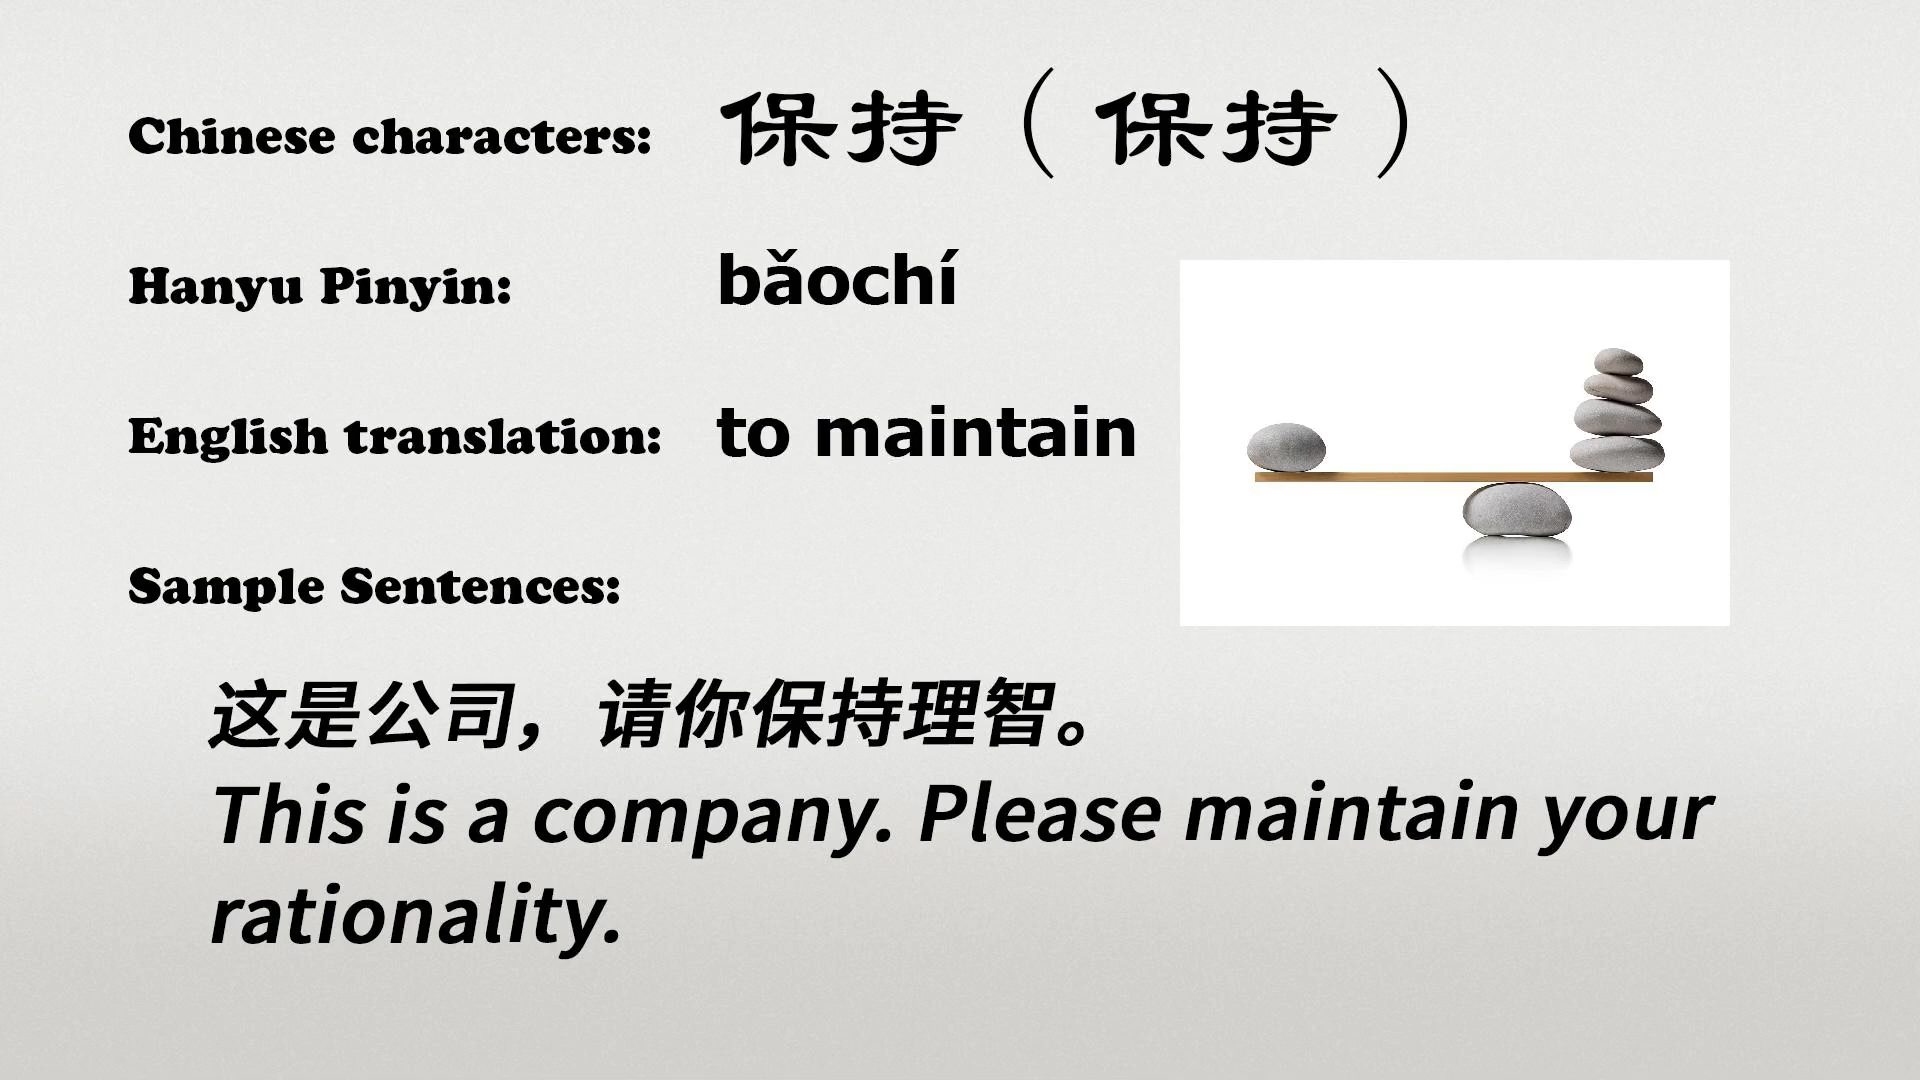 Chinese characters: 保持（保持）
Hanyu Pinyin: bǎochí
English translation: to maintain
Sample Sentences:
这是公司，请你保持理智。
This is a company. Please maintain your
rationality.